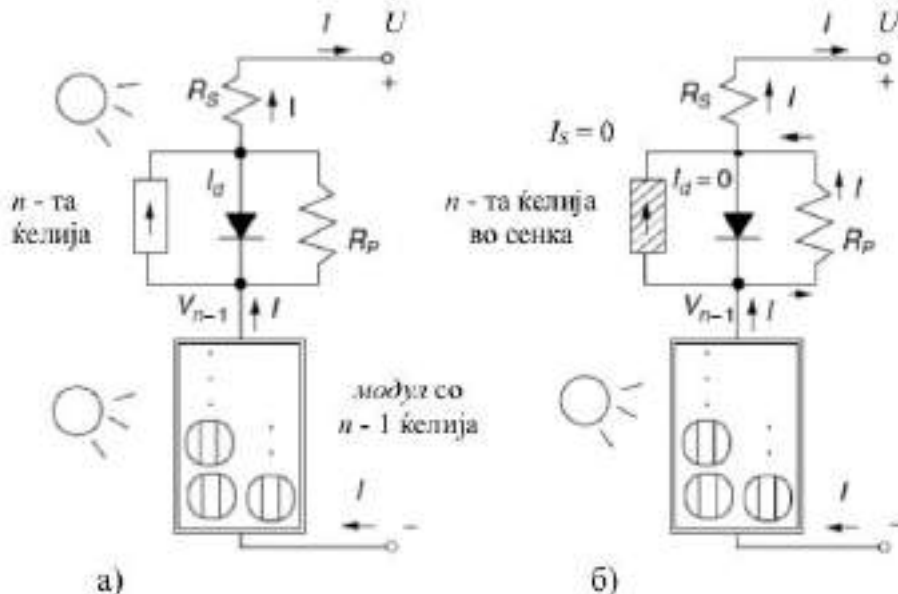 I U
+
R_S
I
I_d
n - та
ќелија
R_P
V_{n-1}
I
модул со
n - 1 ќелија
I
-
а)
I U
+
R_S
I
I_s = 0
I_d = 0
I
n - та ќелија
во сенка
R_P
V_{n-1}
I
I
-
б)